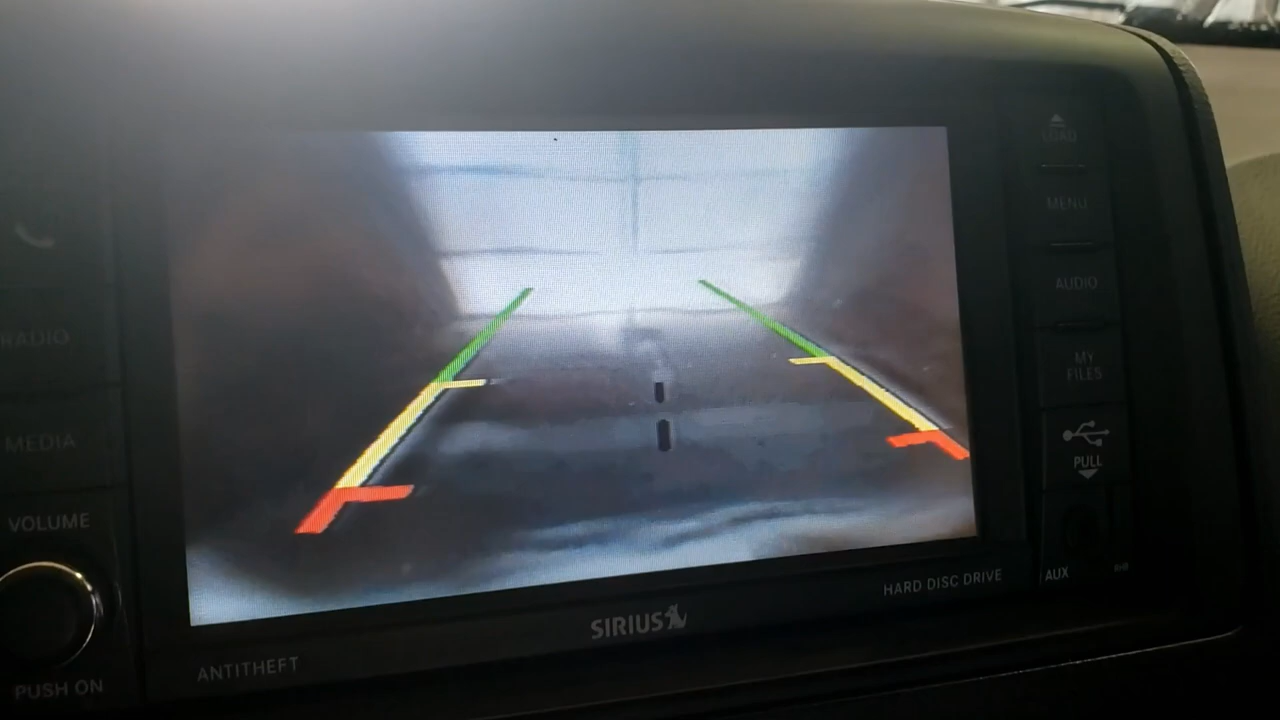 LOAD
MENU
RADIO
AUDIO
MY
FILES
MEDIA
PULL
VOLUME
AUX
HARD DISC DRIVE
SIRIUS
ANTITHEFT
PUSH ON